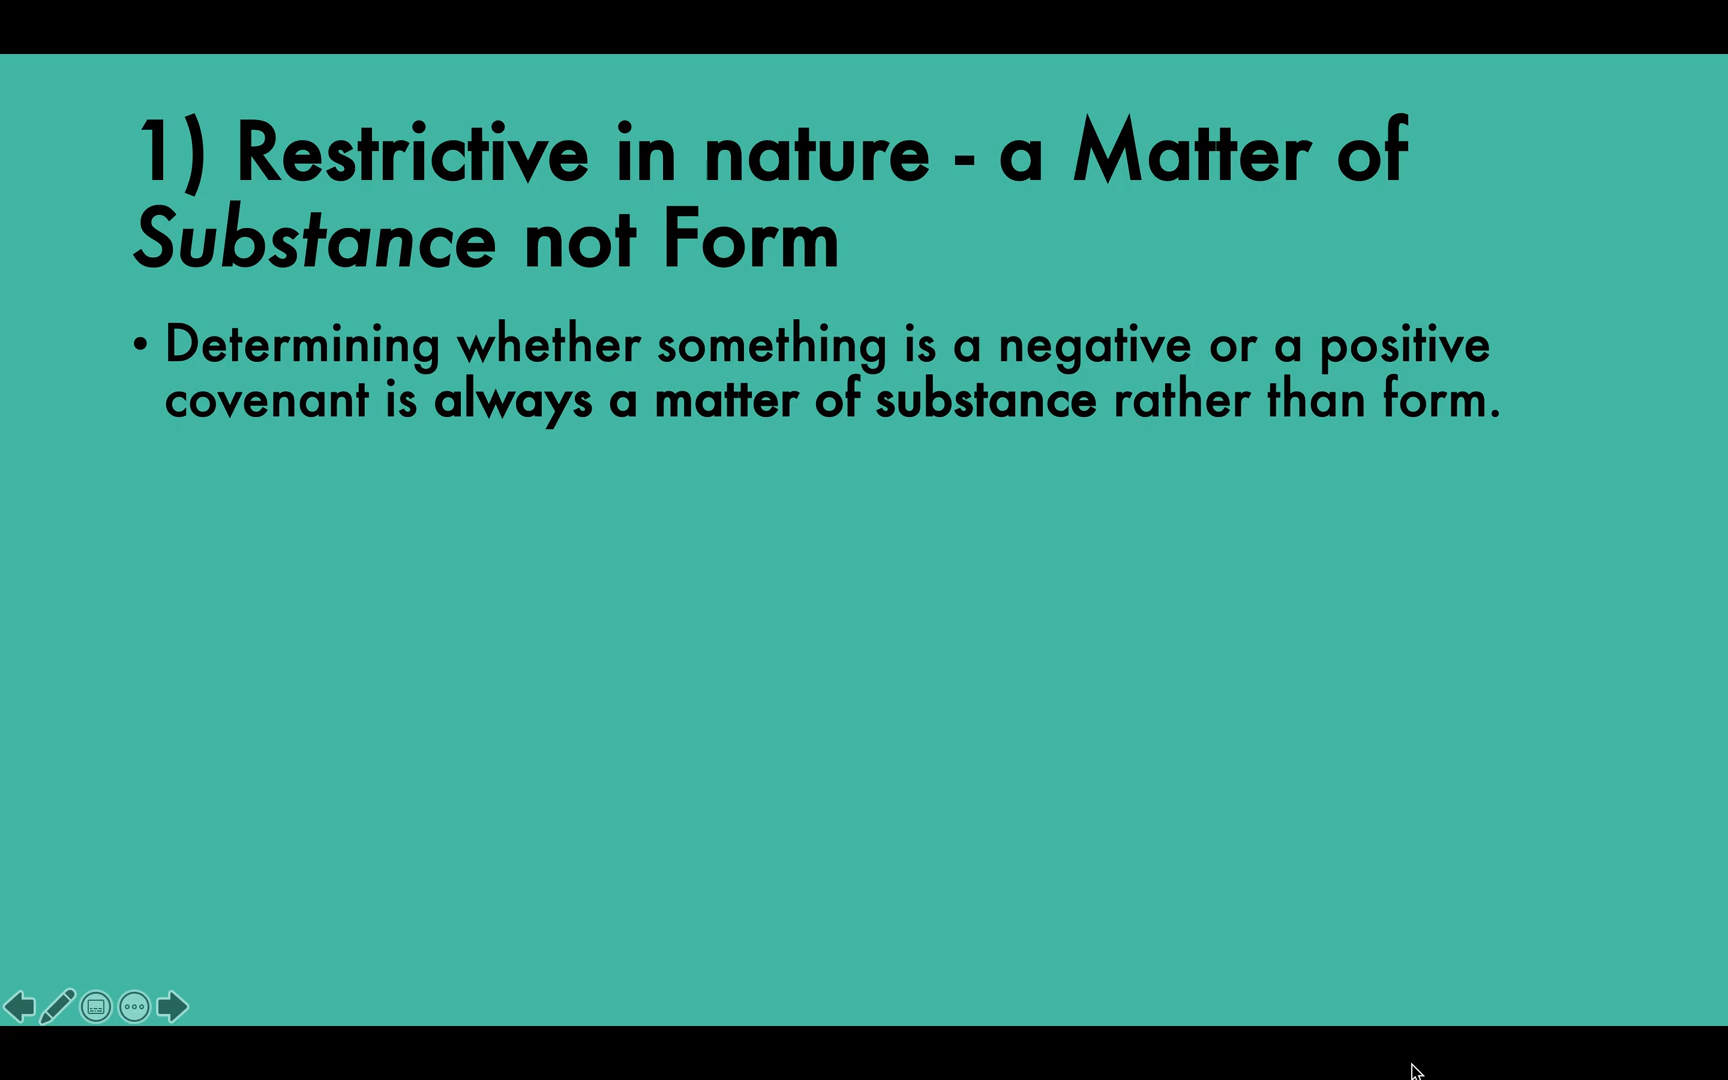 1) Restrictive in nature - a Matter of
Substance not Form
• Determining whether something is a negative or a positive
covenant is always a matter of substance rather than form.